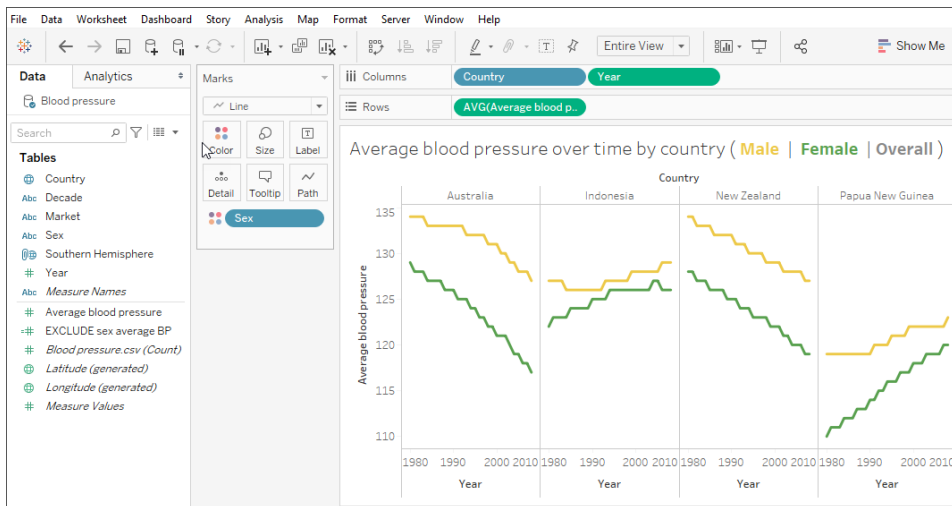 File Data Worksheet Dashboard Story Analysis Map Format Server Window Help
Entire View
Show Me
Data Analytics
Blood pressure
Search
Tables
Country
Abc Decade
Abc Market
Abc Sex
Southern Hemisphere
# Year
Abc Measure Names
# Average blood pressure
=# EXCLUDE sex average BP
# Blood pressure.csv (Count)
Latitude (generated)
Longitude (generated)
# Measure Values
Marks
Line
Color Size Label
Detail Tooltip Path
Sex
Columns Country Year
Rows AVG(Average blood p..
Average blood pressure over time by country ( Male | Female | Overall )
Country
Australia Indonesia New Zealand Papua New Guinea
Average blood pressure
135
130
125
120
115
110
1980 1990 2000 2010 1980 1990 2000 2010 1980 1990 2000 2010 1980 1990 2000 2010
Year Year Year Year